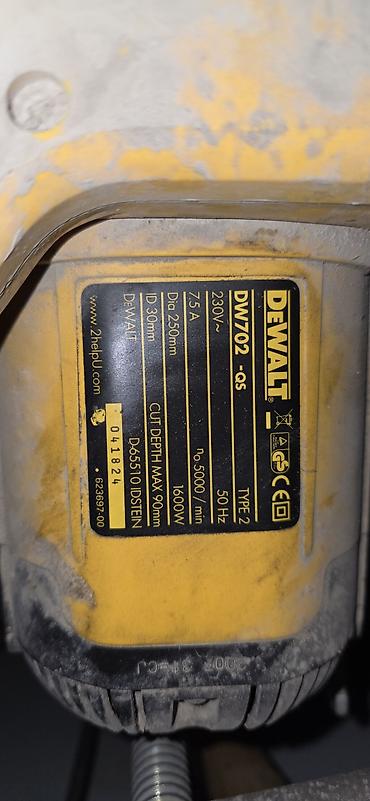 DEWALT®
DW702 -QS TYPE 2
230V~ 50 Hz
7.5 A n₀ 5000 / min
Dia 250mm 1600W
ID 30mm CUT DEPTH MAX 90mm
DEWALT D-65510 IDSTEIN
041824
www.2helpU.com • 623697-00